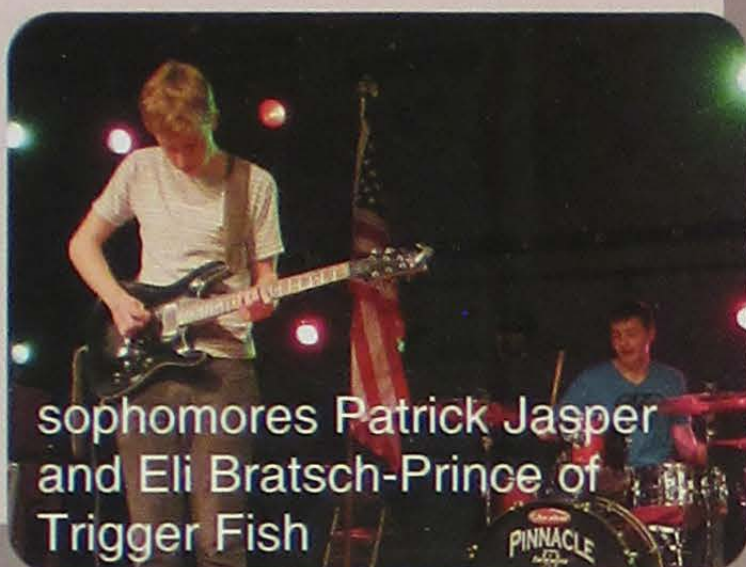 sophomores Patrick Jasper
and Eli Bratsch-Prince of
Trigger Fish
PINNACLE